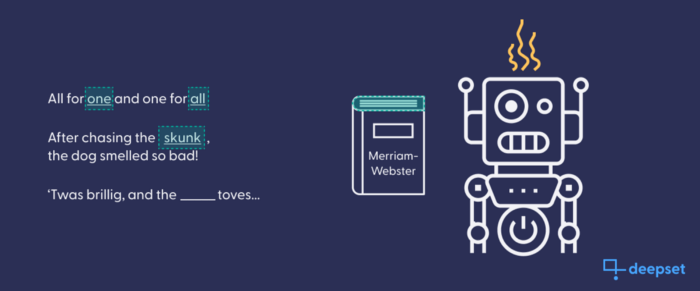 All for one and one for all
After chasing the skunk ,
the dog smelled so bad!
‘Twas brillig, and the _____ toves...
Merriam-
Webster
deepset